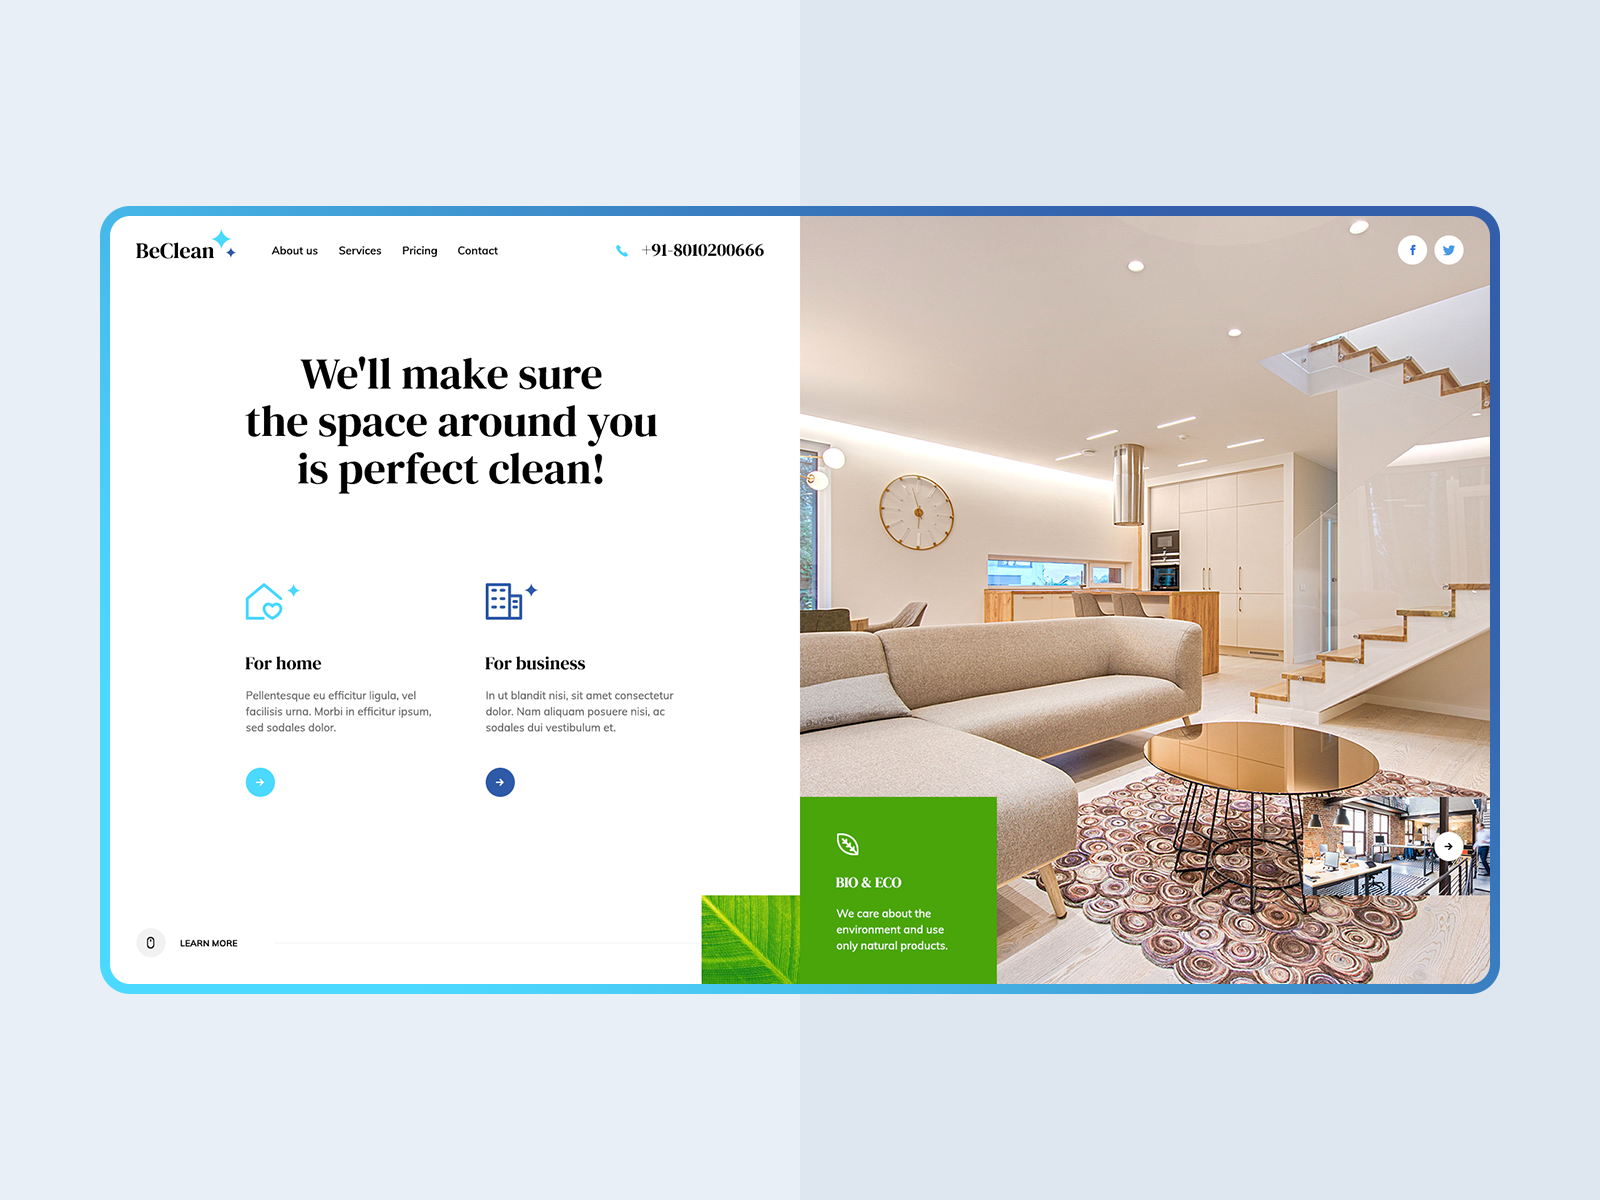 BeClean
About us
Services
Pricing
Contact
+91-8010200666
We'll make sure
the space around you
is perfect clean!
For home
Pellentesque eu efficitur ligula, vel
facilisis urna. Morbi in efficitur ipsum,
sed sodales dolor.
For business
In ut blandit nisi, sit amet consectetur
dolor. Nam aliquam posuere nisi, ac
sodales dui vestibulum et.
LEARN MORE
BIO & ECO
We care about the
environment and use
only natural products.